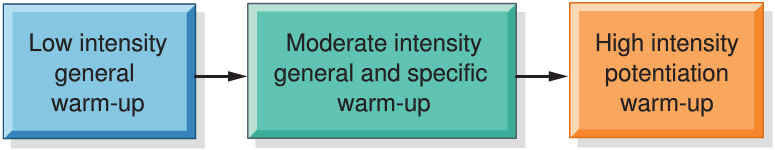 Low intensity
general
warm-up
Moderate intensity
general and specific
warm-up
High intensity
potentiation
warm-up